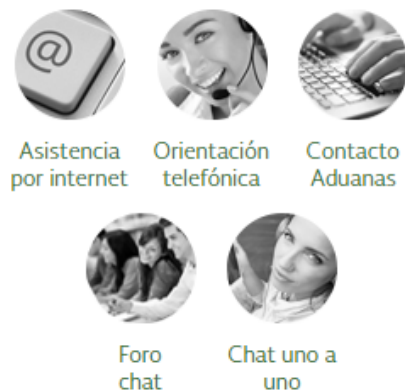 @
Asistencia
por internet
Orientación
telefónica
Contacto
Aduanas
Foro
chat
Chat uno a
uno